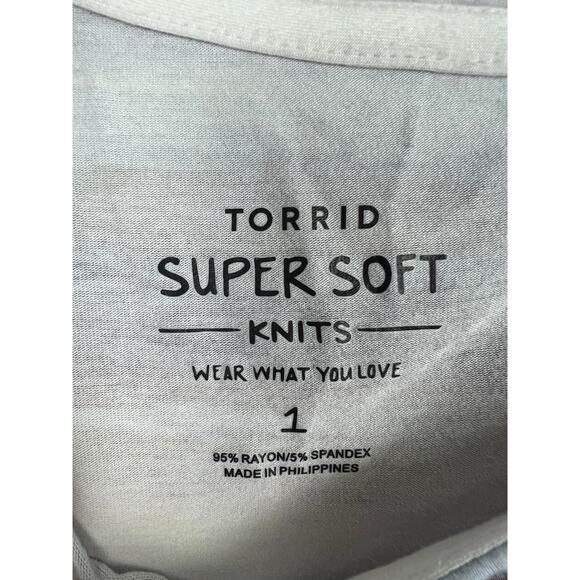 TORRID
SUPER SOFT
KNITS
WEAR WHAT YOU LOVE
1
95% RAYON/5% SPANDEX
MADE IN PHILIPPINES